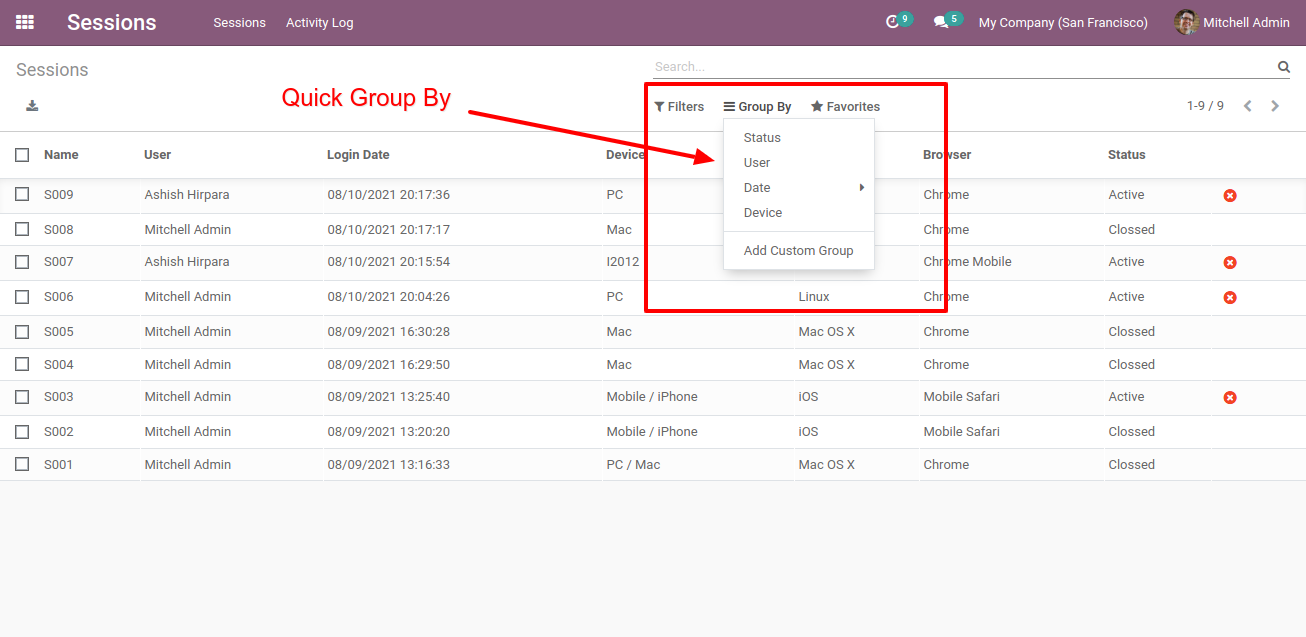 Sessions Sessions Activity Log 9 5 My Company (San Francisco) Mitchell Admin
Sessions Search...
Quick Group By
Filters Group By Favorites 1-9 / 9
Status
User
Date
Device
Add Custom Group
Name User Login Date Device Browser Status
S009 Ashish Hirpara 08/10/2021 20:17:36 PC Chrome Active
S008 Mitchell Admin 08/10/2021 20:17:17 Mac Chrome Clossed
S007 Ashish Hirpara 08/10/2021 20:15:54 I2012 Chrome Mobile Active
S006 Mitchell Admin 08/10/2021 20:04:26 PC Linux Chrome Active
S005 Mitchell Admin 08/09/2021 16:30:28 Mac Mac OS X Chrome Clossed
S004 Mitchell Admin 08/09/2021 16:29:50 Mac Mac OS X Chrome Clossed
S003 Mitchell Admin 08/09/2021 13:25:40 Mobile / iPhone iOS Mobile Safari Active
S002 Mitchell Admin 08/09/2021 13:20:20 Mobile / iPhone iOS Mobile Safari Clossed
S001 Mitchell Admin 08/09/2021 13:16:33 PC / Mac Mac OS X Chrome Clossed